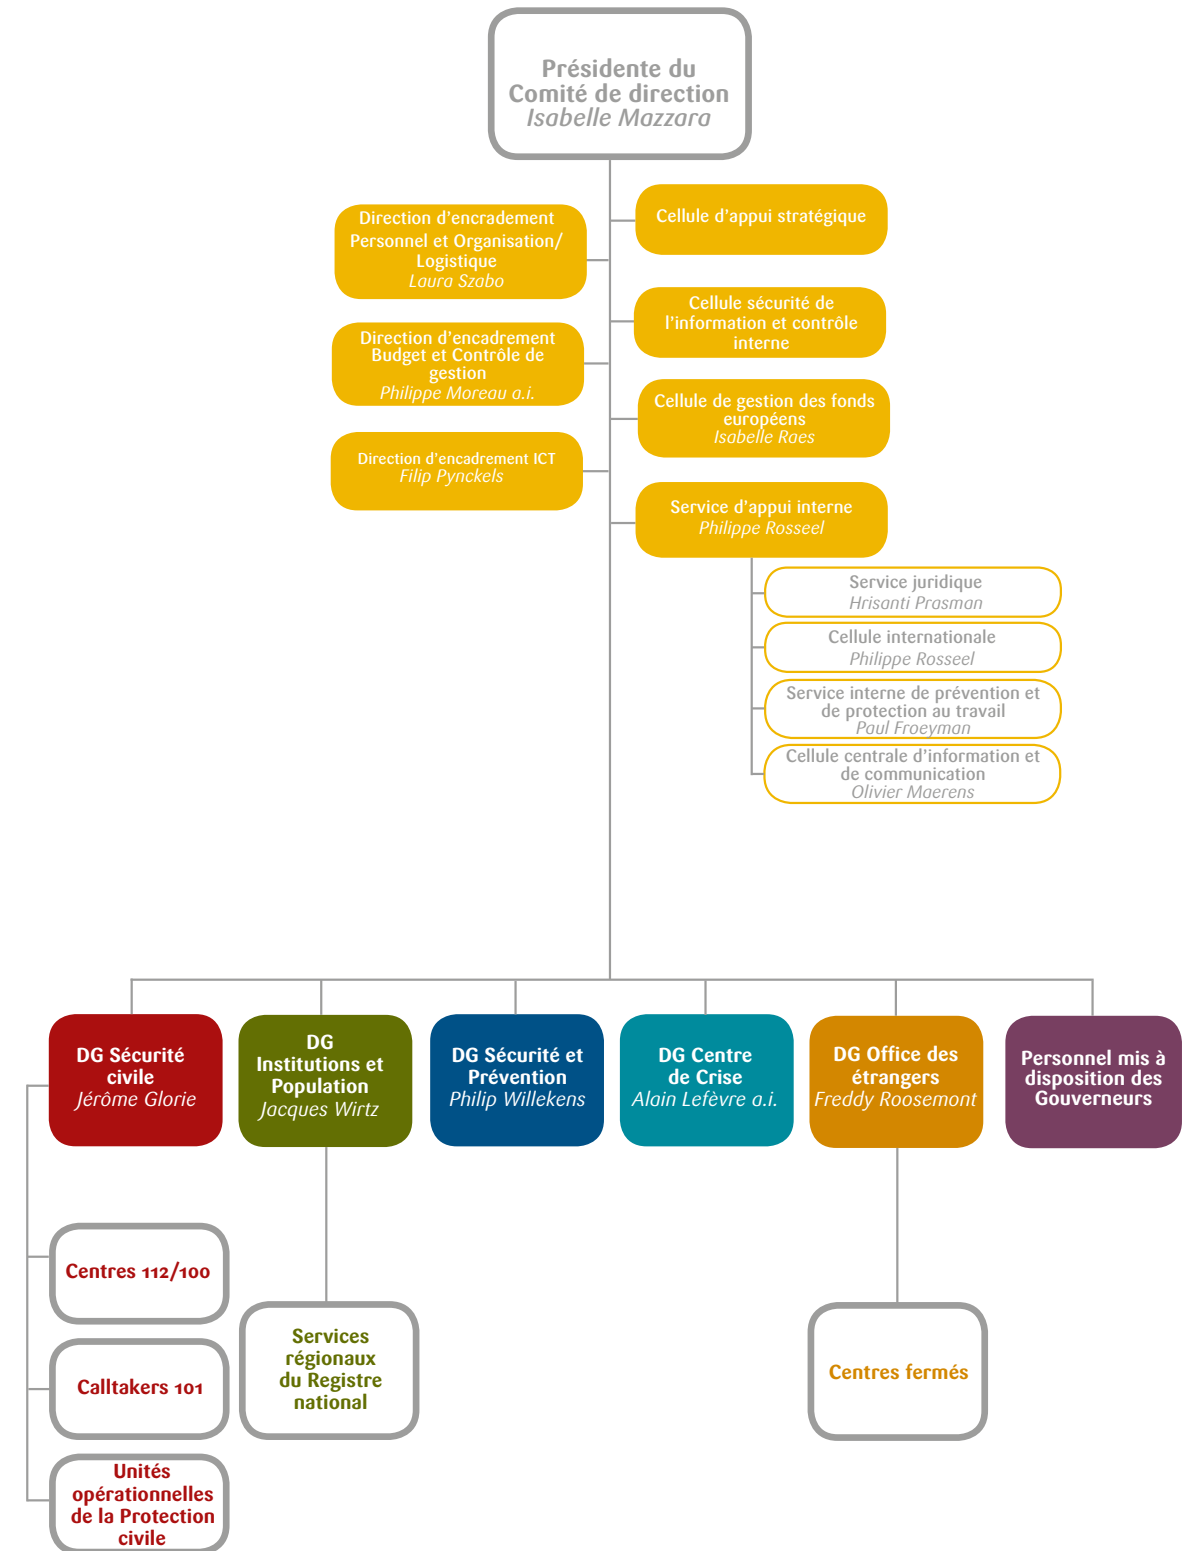 Présidente du
Comité de direction
Isabelle Mazzara
Direction d'encradement
Personnel et Organisation/
Logistique
Laura Szabo
Cellule d'appui stratégique
Cellule sécurité de
l'information et contrôle
interne
Direction d'encadrement
Budget et Contrôle de
gestion
Philippe Moreau a.i.
Cellule de gestion des fonds
européens
Isabelle Raes
Direction d'encadrement ICT
Filip Pynckels
Service d'appui interne
Philippe Rosseel
Service juridique
Hrisanti Prasman
Cellule internationale
Philippe Rosseel
Service interne de prévention et
de protection au travail
Paul Froeyman
Cellule centrale d'information et
de communication
Olivier Maerens
DG Sécurité
civile
Jérôme Glorie
DG
Institutions et
Population
Jacques Wirtz
DG Sécurité et
Prévention
Philip Willekens
DG Centre
de Crise
Alain Lefèvre a.i.
DG Office des
étrangers
Freddy Roosemont
Personnel mis à
disposition des
Gouverneurs
Centres 112/100
Calltakers 101
Unités
opérationnelles
de la Protection
civile
Services
régionaux
du Registre
national
Centres fermés